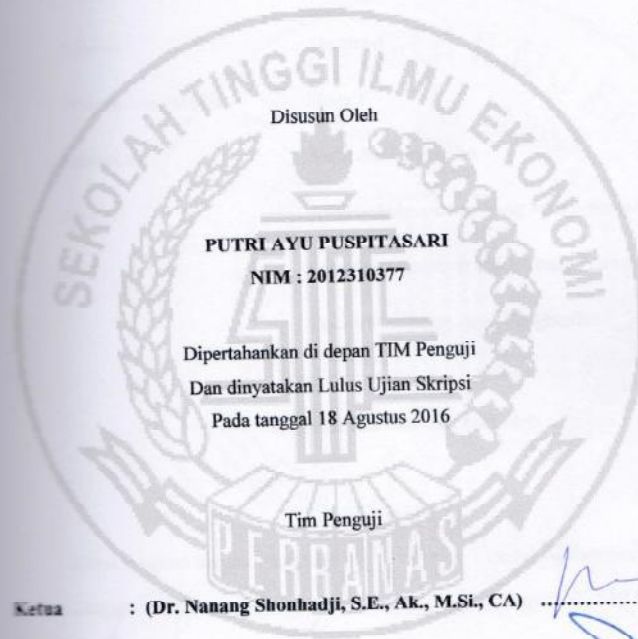 SEKOLAH TINGGI ILMU EKONOMI
Disusun Oleh
PUTRI AYU PUSPITASARI
NIM : 2012310377
Dipertahankan di depan TIM Penguji
Dan dinyatakan Lulus Ujian Skripsi
Pada tanggal 18 Agustus 2016
Tim Penguji
PERBANAS
Ketua : (Dr. Nanang Shonhadji, S.E., Ak., M.Si., CA) ............